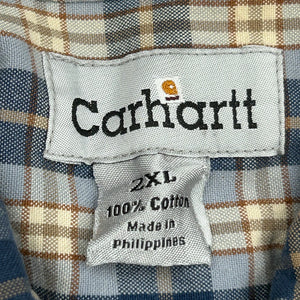 Carhartt
2XL
100% Cotton
Made in
Philippines